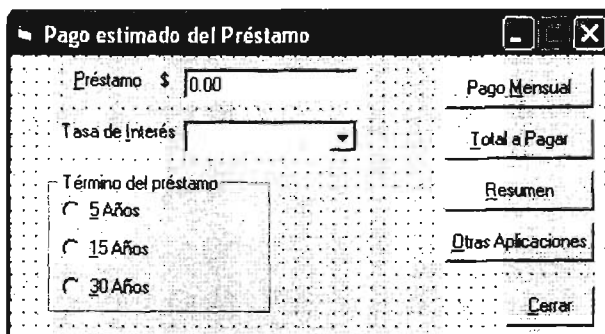 Pago estimado del Préstamo
Préstamo $ 0.00
Tasa de Interés
Término del préstamo
5 Años
15 Años
30 Años
Pago Mensual
Total a Pagar
Resumen
Otras Aplicaciones
Cerrar